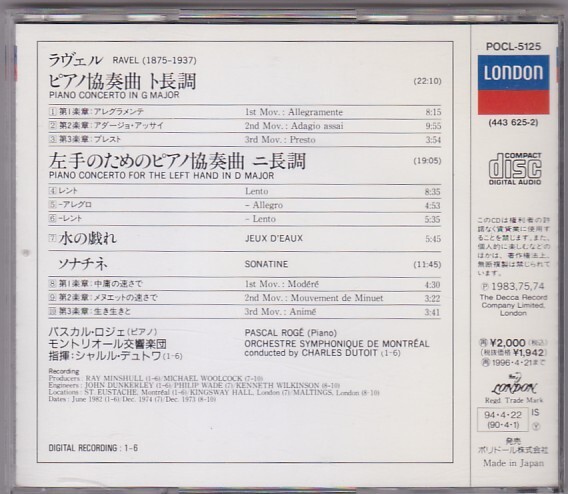 ラヴェル RAVEL (1875-1937)
ピアノ協奏曲 ト長調 (22:10)
PIANO CONCERTO IN G MAJOR
1 第1楽章:アレグラメンテ 1st Mov.: Allegramente 8:15
2 第2楽章:アダージョ・アッサイ 2nd Mov.: Adagio assai 9:55
3 第3楽章:プレスト 3rd Mov.: Presto 3:54
左手のためのピアノ協奏曲 ニ長調 (19:05)
PIANO CONCERTO FOR THE LEFT HAND IN D MAJOR
4 レント Lento 8:35
5 -アレグロ - Allegro 4:53
6 -レント - Lento 5:35
7 水の戯れ JEUX D'EAUX 5:45
ソナチネ SONATINE (11:45)
8 第1楽章:中庸の速さで 1st Mov.: Modéré 4:30
9 第2楽章:メヌエットの速さで 2nd Mov.: Mouvement de Minuet 3:22
10 第3楽章:生き生きと 3rd Mov.: Animé 3:41
パスカル・ロジェ(ピアノ) PASCAL ROGÉ (Piano)
モントリオール交響楽団 ORCHESTRE SYMPHONIQUE DE MONTRÉAL
指揮:シャルル・デュトワ(1-6) conducted by CHARLES DUTOIT (1-6)
Recording
Producers: RAY MINSHULL (1-6)/MICHAEL WOOLCOCK (7-10)
Engineers: JOHN DUNKERLEY (1-6)/PHILIP WADE (7)/KENNETH WILKINSON (8-10)
Locations: ST. EUSTACHE, Montréal (1-6)/KINGSWAY HALL, London (7)/MALTINGS, London (8-10)
Dates: June 1982 (1-6)/Dec. 1974 (7)/Dec. 1973 (8-10)
DIGITAL RECORDING: 1-6
POCL-5125
LONDON
(443 625-2)
COMPACT
disc
DIGITAL AUDIO
このCDは権利者の許
諾なく賃貸業に使用
することを禁じます。また、
個人的に楽しむなどの
ほかは、著作権法上、
無断複製は禁じられて
います。
Ⓟ1983,75,74
The Decca Record
Company Limited,
London
再 ¥2,000(税込)
(税抜価格 ¥1,942)
再 1996・4・21まで
LONDON
Regd. Trade Mark
94・4・22 IS
(90・4・1) Y
発売
ポリドール株式会社
Made in Japan